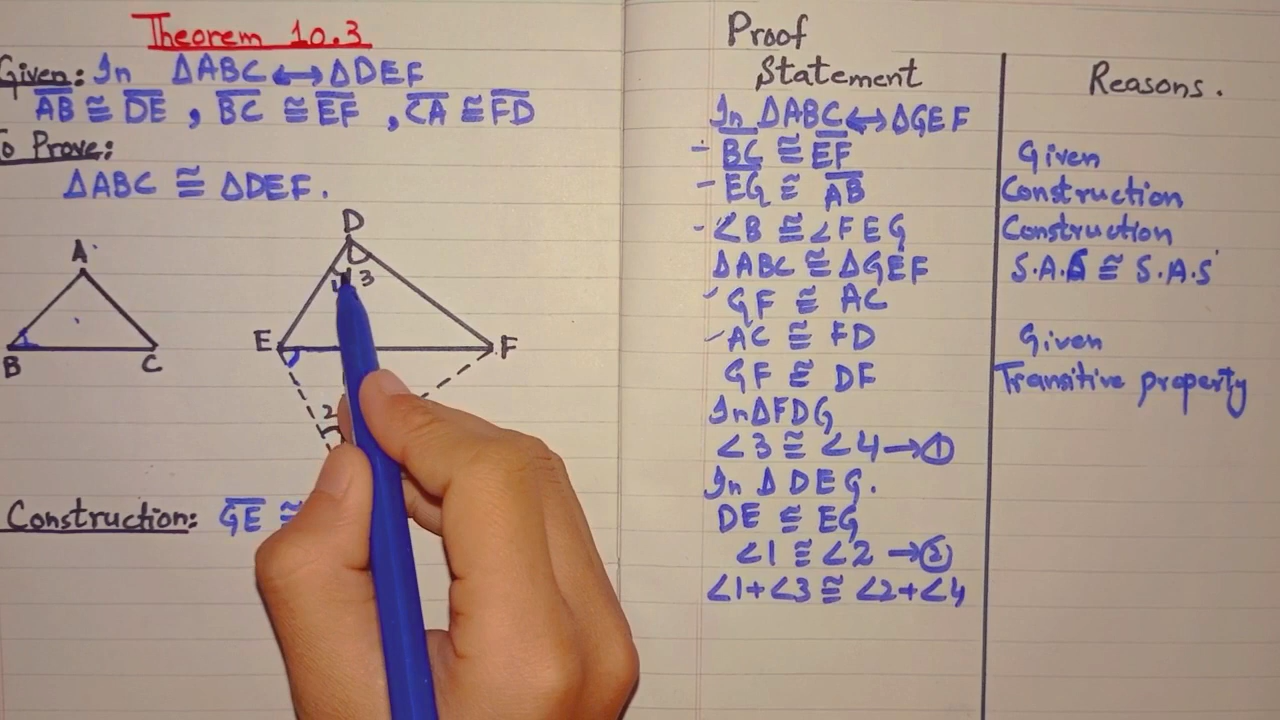 Theorem 10.3
Given: In ΔABC ↔ ΔDEF
AB ≅ DE , BC ≅ EF , CA ≅ FD
To Prove:
ΔABC ≅ ΔDEF.
A
B
C
D
1 3
E
F
2
Construction: GE ≅
Proof
Statement
Reasons.
In ΔABC ↔ ΔGEF
BC ≅ EF
Given
EG ≅ AB
Construction
∠B ≅ ∠FEG
Construction
ΔABC ≅ ΔGEF
S.A.S ≅ S.A.S
GF ≅ AC
AC ≅ FD
Given
GF ≅ DF
Transitive property
In ΔFDG
∠3 ≅ ∠4 → ①
In Δ DEG.
DE ≅ EG
∠1 ≅ ∠2 → ②
∠1+∠3 ≅ ∠2+∠4